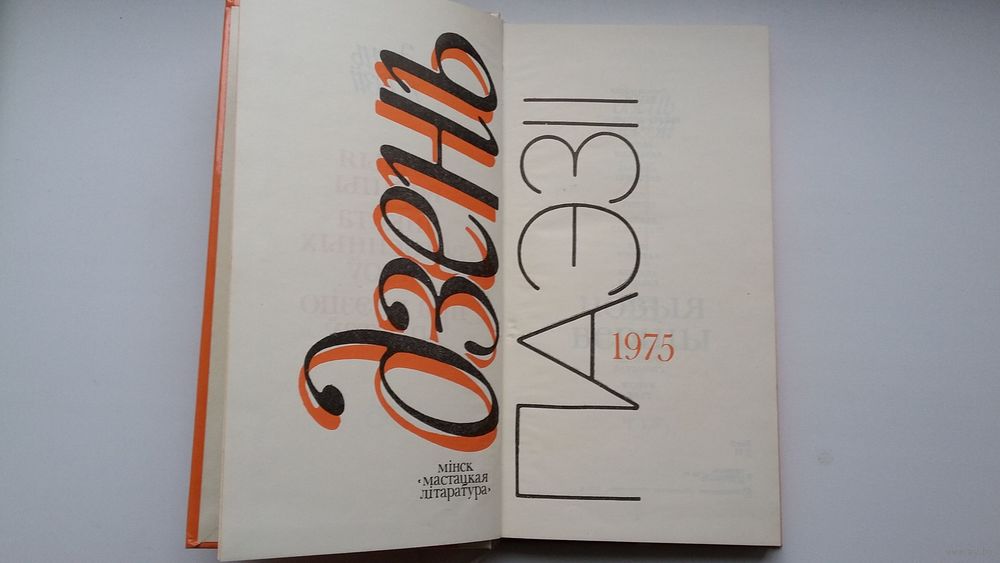 дзень
ПАЭЗІІ
1975
мінск
‹мастацкая
літаратура›